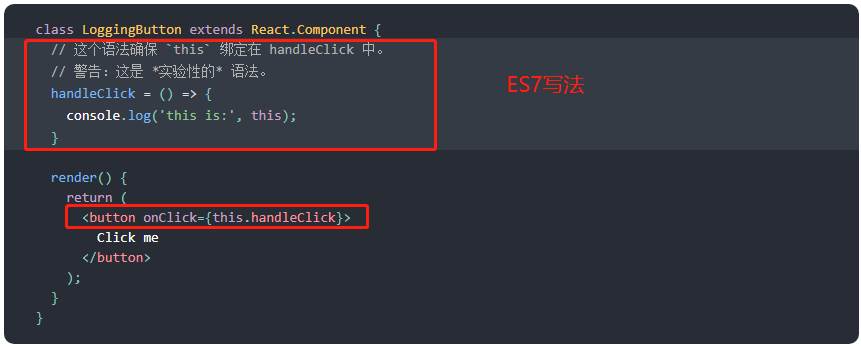 class LoggingButton extends React.Component {
// 这个语法确保 `this` 绑定在 handleClick 中。
// 警告：这是 *实验性的* 语法。
handleClick = () => {
console.log('this is:', this);
}
ES7写法
render() {
return (
<button onClick={this.handleClick}>
Click me
</button>
);
}
}